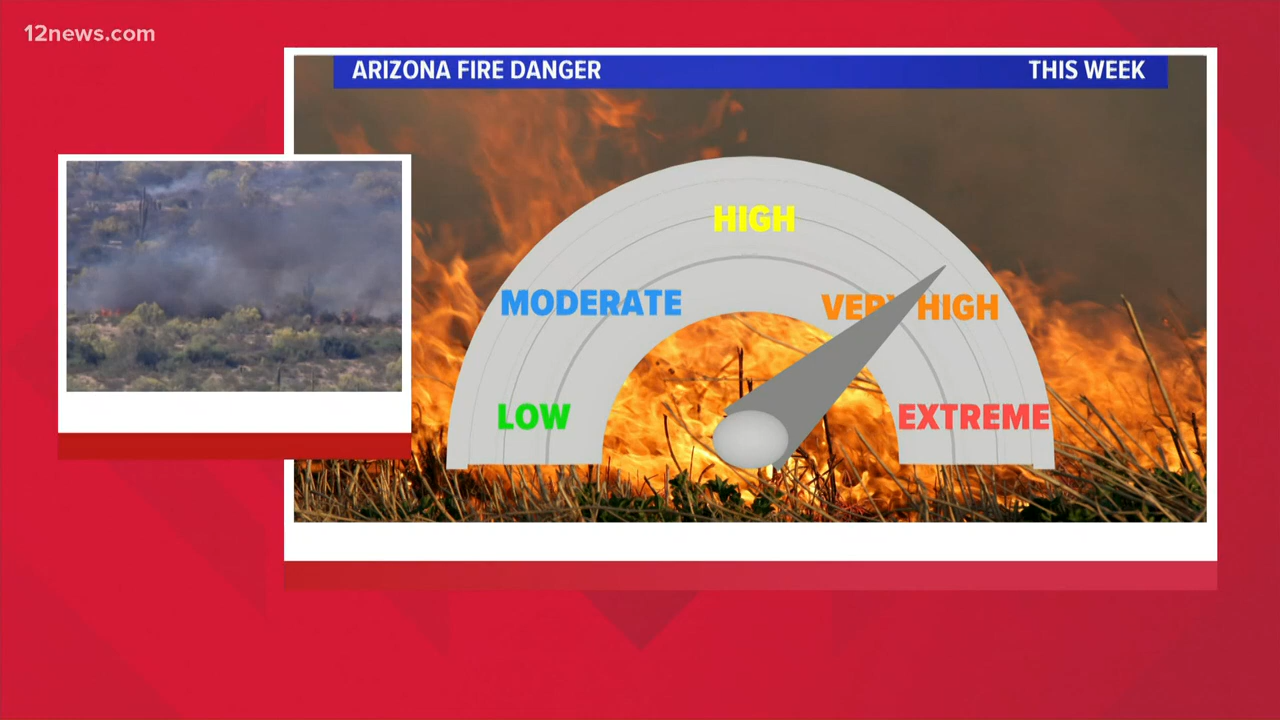 12news.com
ARIZONA FIRE DANGER THIS WEEK
HIGH
MODERATE
VERY HIGH
LOW
EXTREME